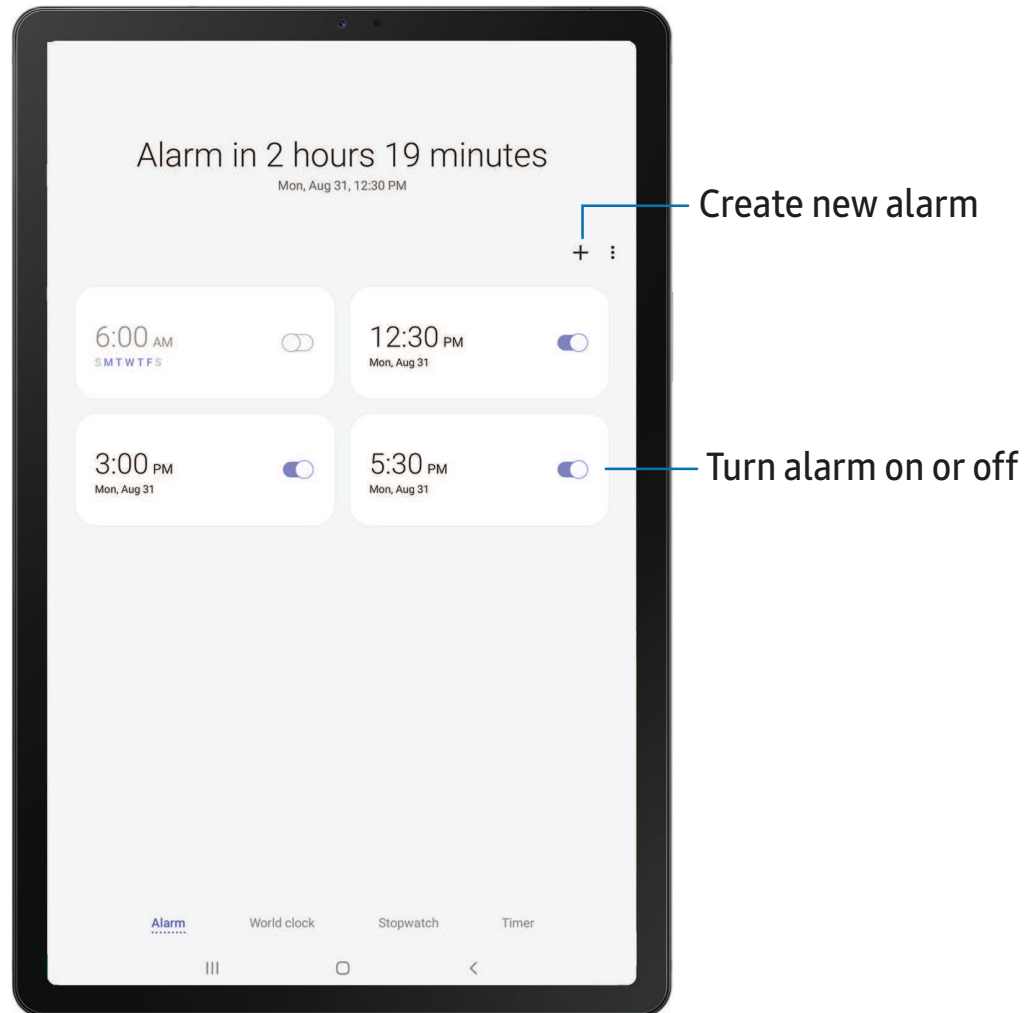 Alarm in 2 hours 19 minutes
Mon, Aug 31, 12:30 PM
Create new alarm
6:00 AM
SMTWTFS
12:30 PM
Mon, Aug 31
3:00 PM
Mon, Aug 31
5:30 PM
Mon, Aug 31
Turn alarm on or off
Alarm World clock Stopwatch Timer